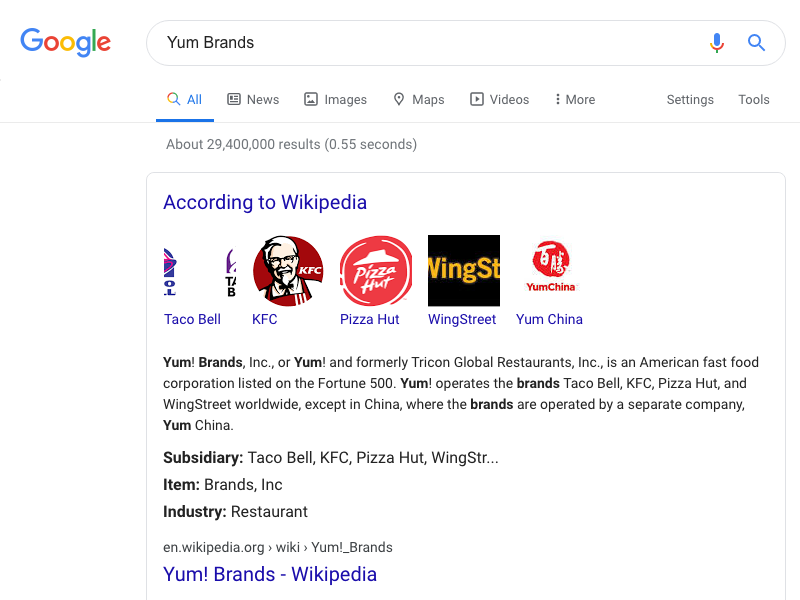 Google
Yum Brands
All News Images Maps Videos More Settings Tools
About 29,400,000 results (0.55 seconds)
According to Wikipedia
KFC Pizza Hut WingSt YumChina
Taco Bell KFC Pizza Hut WingStreet Yum China
Yum! Brands, Inc., or Yum! and formerly Tricon Global Restaurants, Inc., is an American fast food
corporation listed on the Fortune 500. Yum! operates the brands Taco Bell, KFC, Pizza Hut, and
WingStreet worldwide, except in China, where the brands are operated by a separate company,
Yum China.
Subsidiary: Taco Bell, KFC, Pizza Hut, WingStr...
Item: Brands, Inc
Industry: Restaurant
en.wikipedia.org › wiki › Yum!_Brands
Yum! Brands - Wikipedia